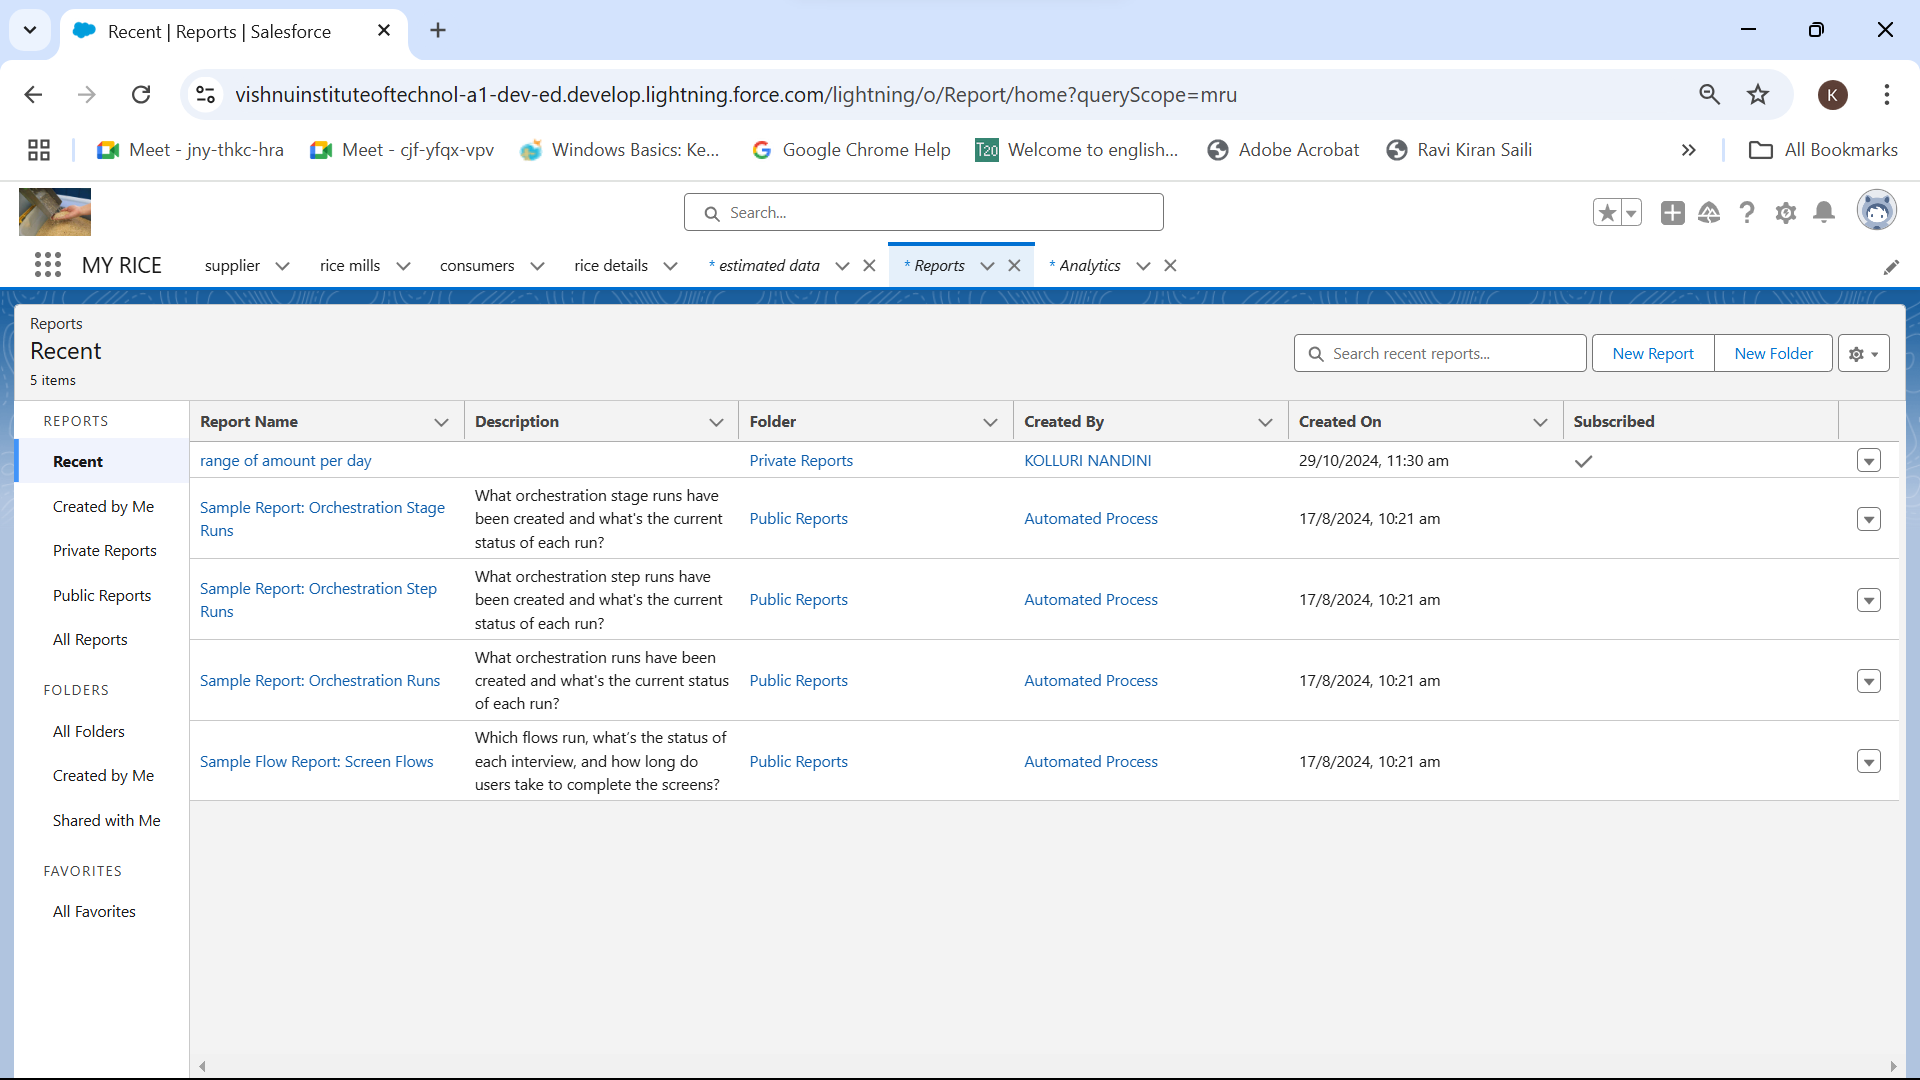 Recent | Reports | Salesforce
vishnuinstituteoftechnol-a1-dev-ed.develop.lightning.force.com/lightning/o/Report/home?queryScope=mru
K
Meet - jny-thkc-hra
Meet - cjf-yfqx-vpv
Windows Basics: Ke...
Google Chrome Help
T20 Welcome to english...
Adobe Acrobat
Ravi Kiran Saili
All Bookmarks
Search...
MY RICE
supplier
rice mills
consumers
rice details
* estimated data
* Reports
* Analytics
Reports
Recent
5 items
Search recent reports...
New Report
New Folder
REPORTS
Recent
Created by Me
Private Reports
Public Reports
All Reports
FOLDERS
All Folders
Created by Me
Shared with Me
FAVORITES
All Favorites
Report Name Description Folder Created By Created On Subscribed
range of amount per day Private Reports KOLLURI NANDINI 29/10/2024, 11:30 am
Sample Report: Orchestration Stage
Runs
What orchestration stage runs have
been created and what's the current
status of each run?
Public Reports Automated Process 17/8/2024, 10:21 am
Sample Report: Orchestration Step
Runs
What orchestration step runs have
been created and what's the current
status of each run?
Public Reports Automated Process 17/8/2024, 10:21 am
Sample Report: Orchestration Runs
What orchestration runs have been
created and what's the current status
of each run?
Public Reports Automated Process 17/8/2024, 10:21 am
Sample Flow Report: Screen Flows
Which flows run, what's the status of
each interview, and how long do
users take to complete the screens?
Public Reports Automated Process 17/8/2024, 10:21 am